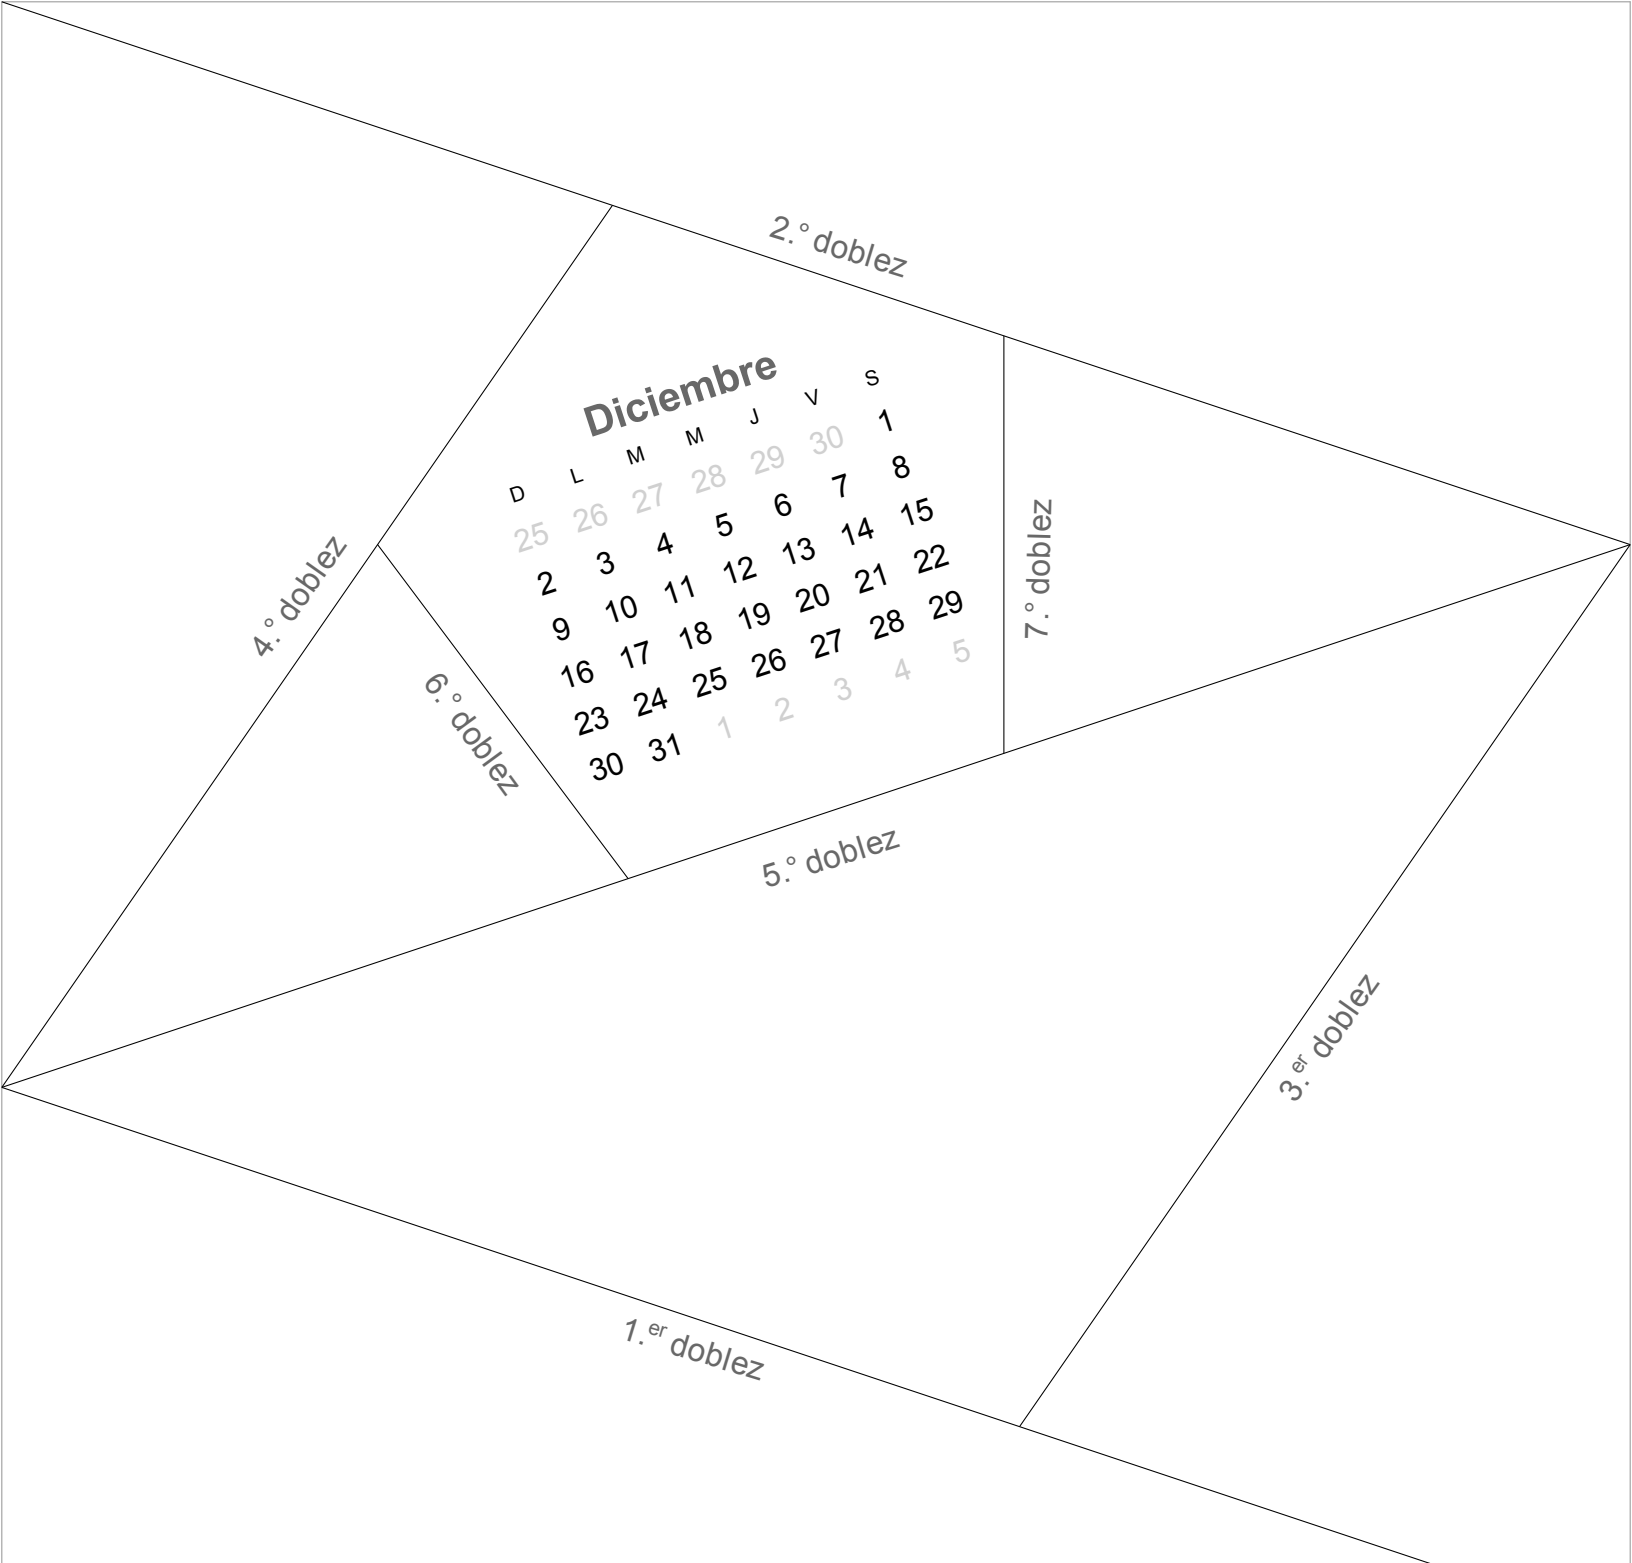 2.° doblez
Diciembre
D L M M J V S
25 26 27 28 29 30 1
2 3 4 5 6 7 8
9 10 11 12 13 14 15
16 17 18 19 20 21 22
23 24 25 26 27 28 29
30 31 1 2 3 4 5
7.° doblez
4.° doblez
6.° doblez
5.° doblez
3.er doblez
1.er doblez